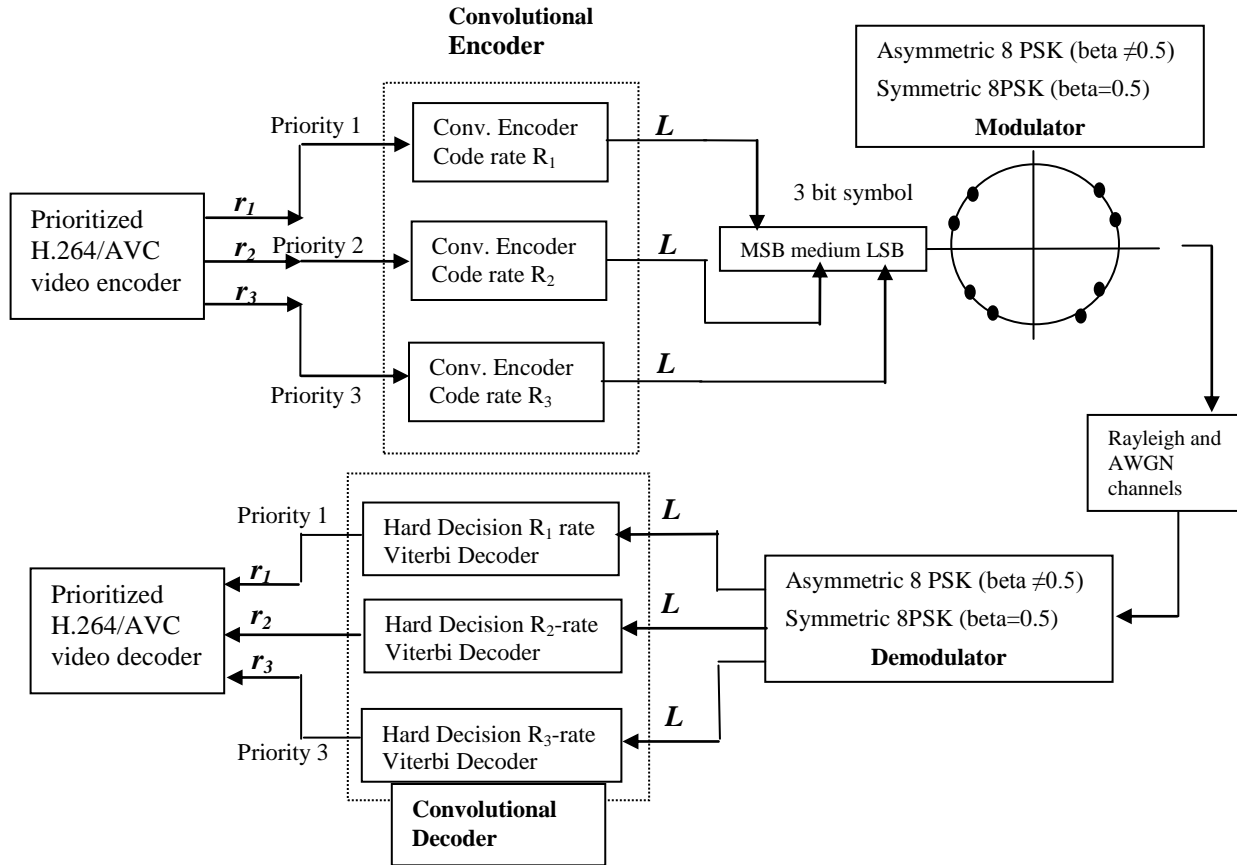 Convolutional
Encoder
Asymmetric 8 PSK (beta ≠0.5)
Symmetric 8PSK (beta=0.5)
Modulator
Priority 1
Conv. Encoder
Code rate R1
L
3 bit symbol
Prioritized
H.264/AVC
video encoder
r1
r2
r3
Priority 2
Conv. Encoder
Code rate R2
L
MSB medium LSB
Priority 3
Conv. Encoder
Code rate R3
L
Rayleigh and
AWGN
channels
Priority 1
Hard Decision R1 rate
Viterbi Decoder
L
Prioritized
H.264/AVC
video decoder
r1
r2
r3
Hard Decision R2-rate
Viterbi Decoder
L
Asymmetric 8 PSK (beta ≠0.5)
Symmetric 8PSK (beta=0.5)
Demodulator
Priority 3
Hard Decision R3-rate
Viterbi Decoder
L
Convolutional
Decoder